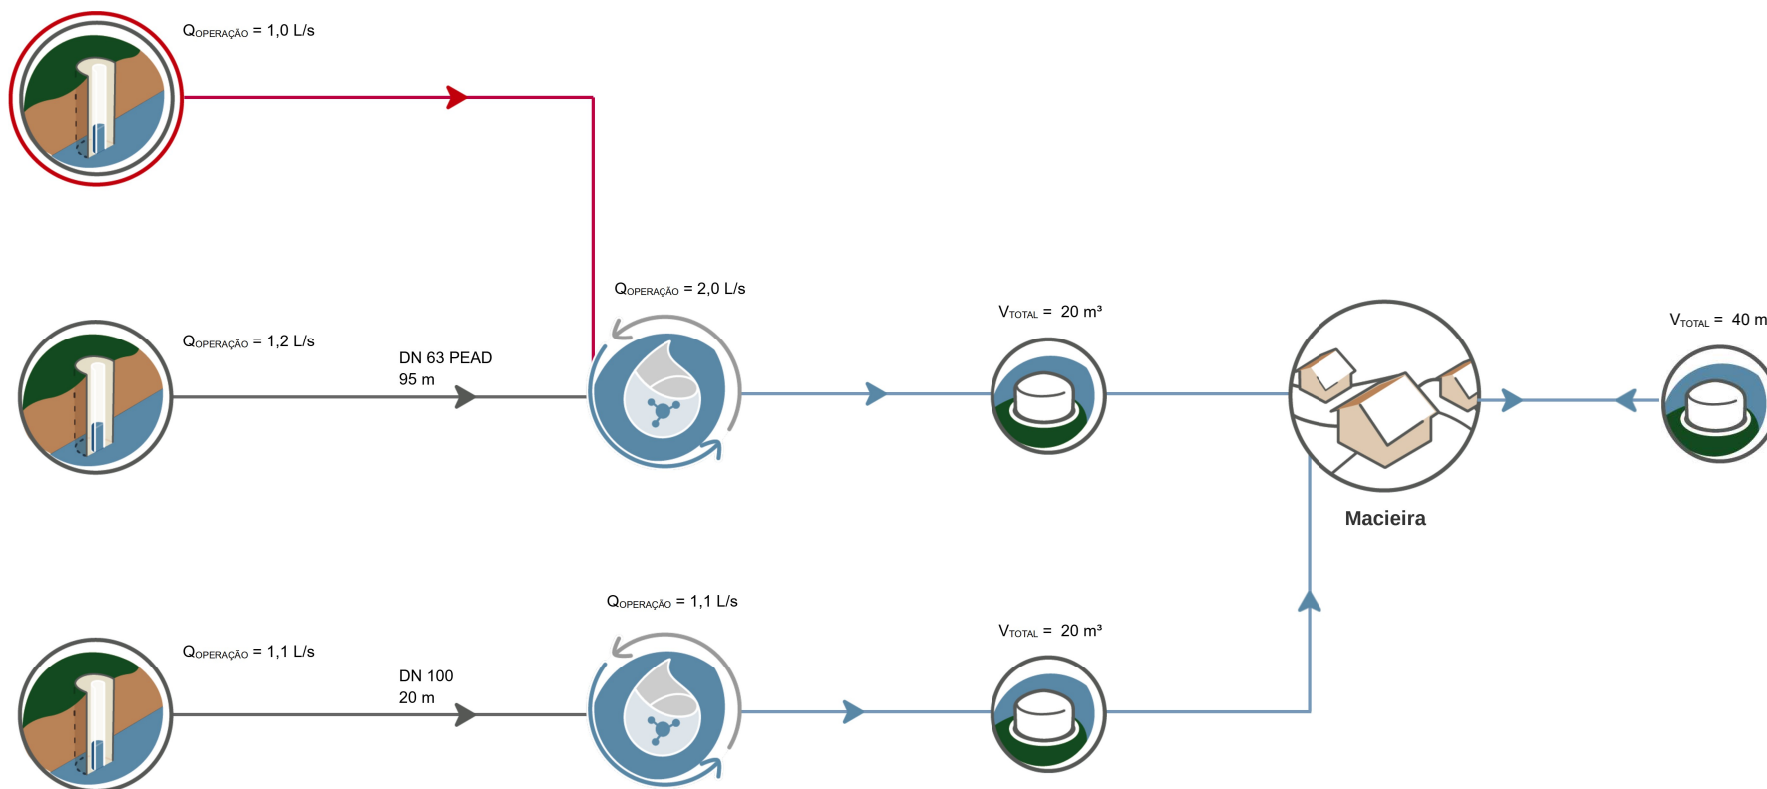 QOPERAÇÃO = 1,0 L/s
QOPERAÇÃO = 2,0 L/s
VTOTAL = 20 m³
VTOTAL = 40 m
QOPERAÇÃO = 1,2 L/s
DN 63 PEAD
95 m
Macieira
QOPERAÇÃO = 1,1 L/s
VTOTAL = 20 m³
QOPERAÇÃO = 1,1 L/s
DN 100
20 m